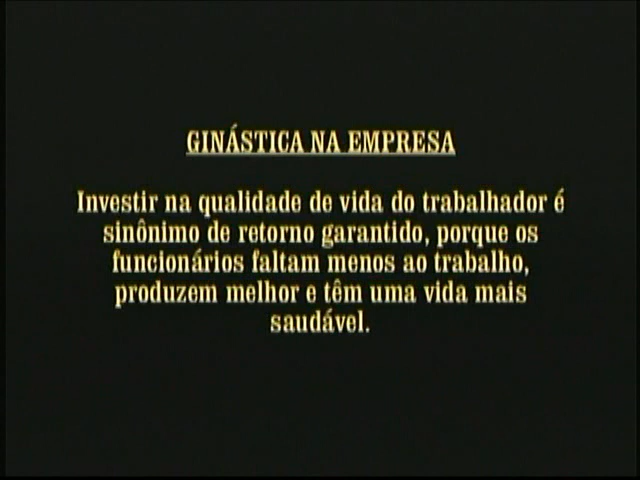 GINÁSTICA NA EMPRESA
Investir na qualidade de vida do trabalhador é
sinônimo de retorno garantido, porque os
funcionários faltam menos ao trabalho,
produzem melhor e têm uma vida mais
saudável.